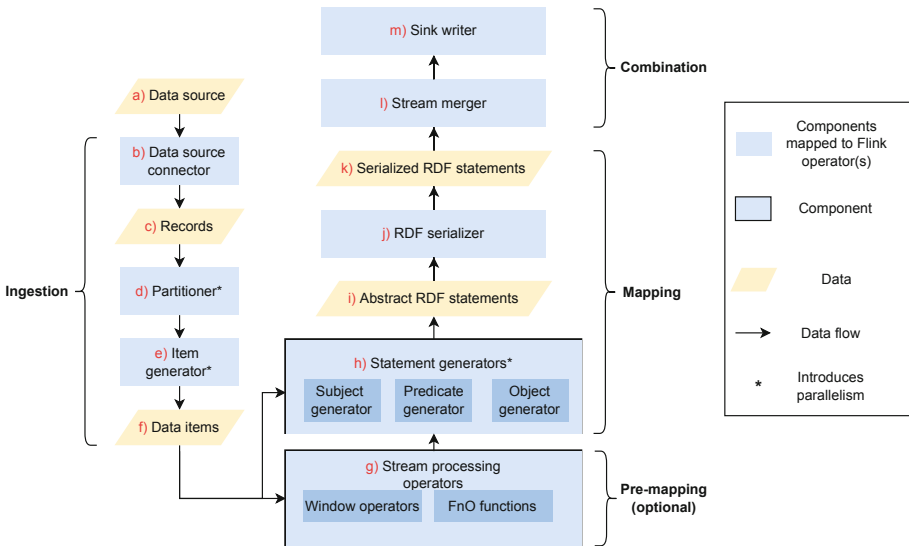 a) Data source
b) Data source
connector
c) Records
d) Partitioner*
e) Item
generator*
f) Data items
Ingestion
m) Sink writer
l) Stream merger
k) Serialized RDF statements
j) RDF serializer
i) Abstract RDF statements
h) Statement generators*
Subject
generator
Predicate
generator
Object
generator
g) Stream processing
operators
Window operators
FnO functions
Combination
Mapping
Pre-mapping
(optional)
Components
mapped to Flink
operator(s)
Component
Data
Data flow
*
Introduces
parallelism